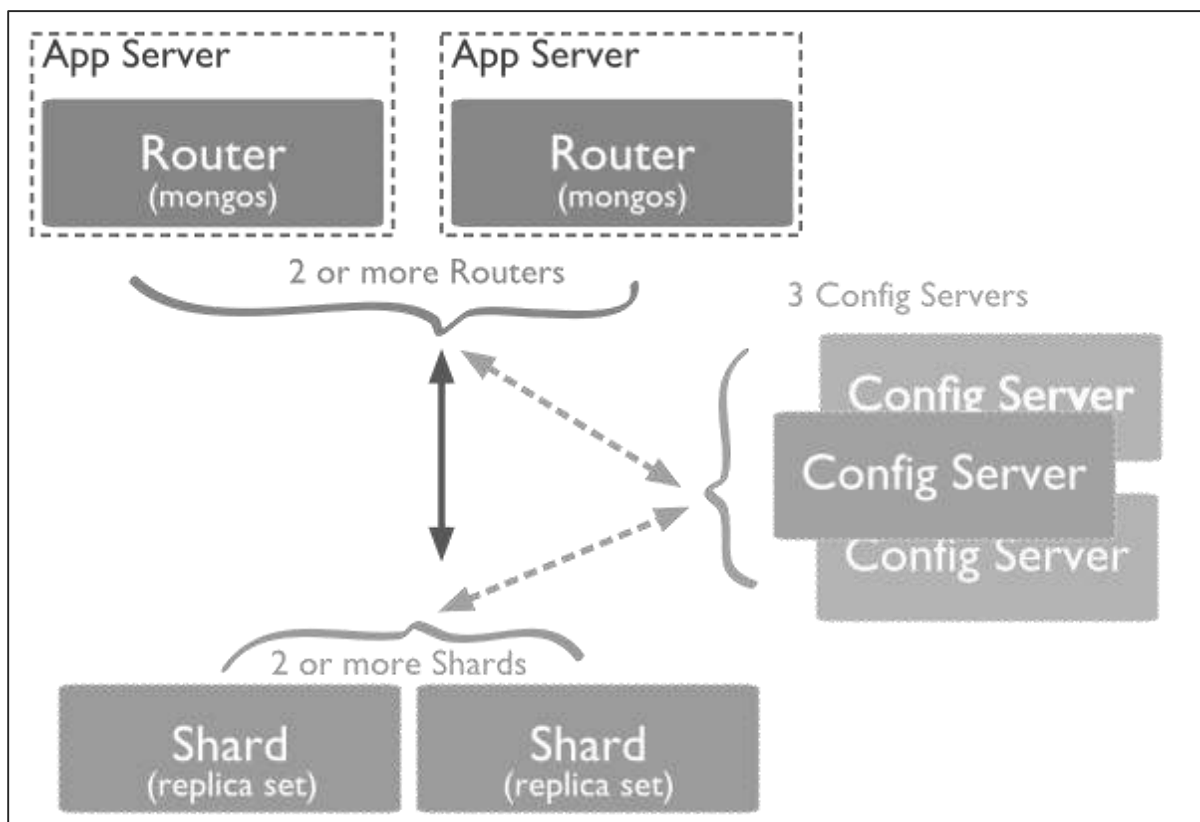 App Server
Router
(mongos)
App Server
Router
(mongos)
2 or more Routers
3 Config Servers
Config Server
Config Server
Config Server
2 or more Shards
Shard
(replica set)
Shard
(replica set)